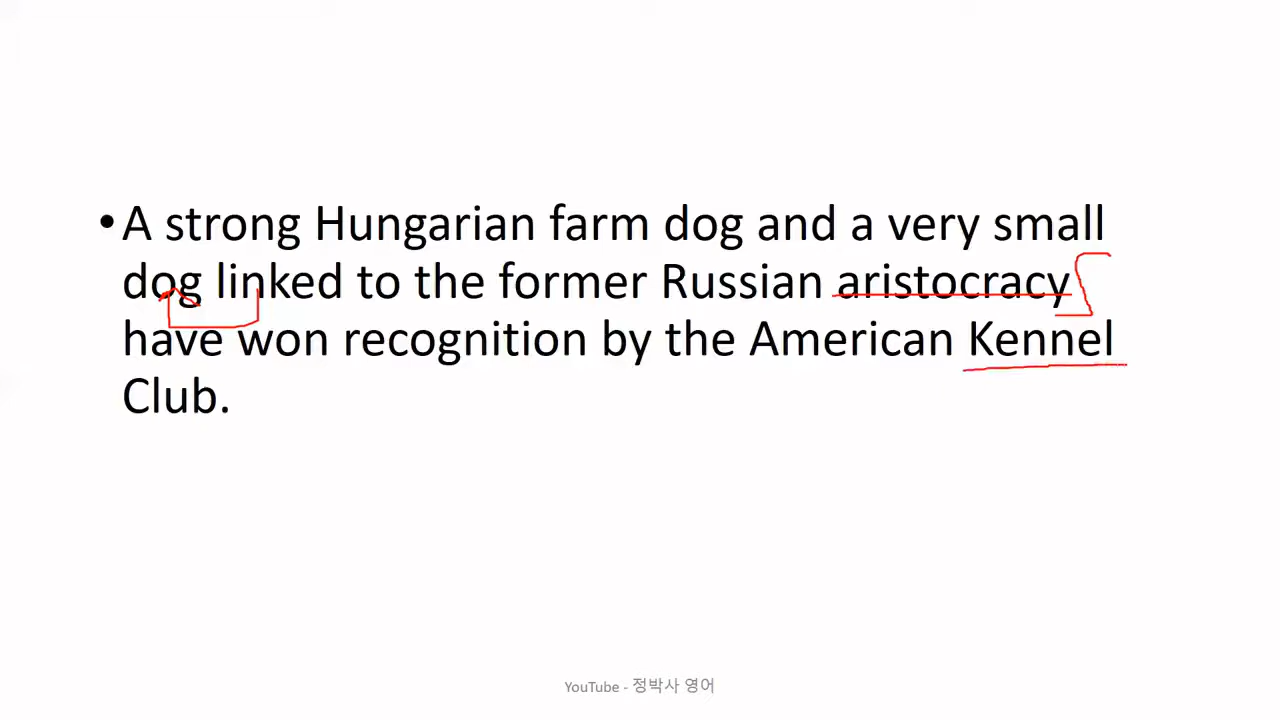 •A strong Hungarian farm dog and a very small
dog linked to the former Russian aristocracy
have won recognition by the American Kennel
Club.
YouTube - 정박사 영어